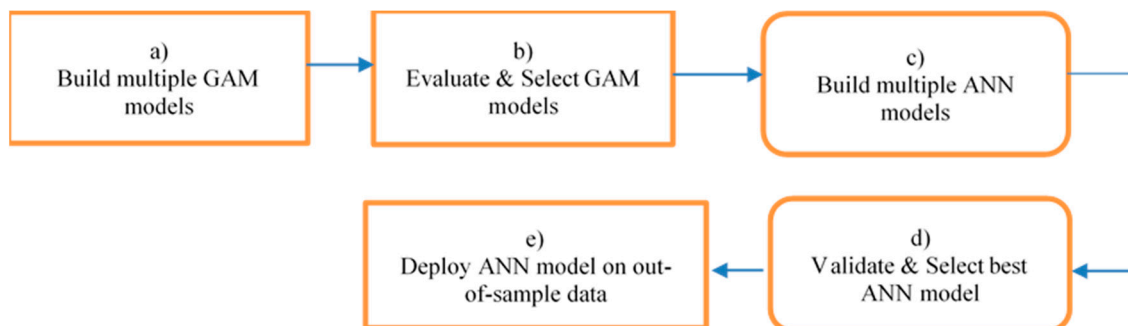 a)
Build multiple GAM
models
b)
Evaluate & Select GAM
models
c)
Build multiple ANN
models
d)
Validate & Select best
ANN model
e)
Deploy ANN model on out-
of-sample data